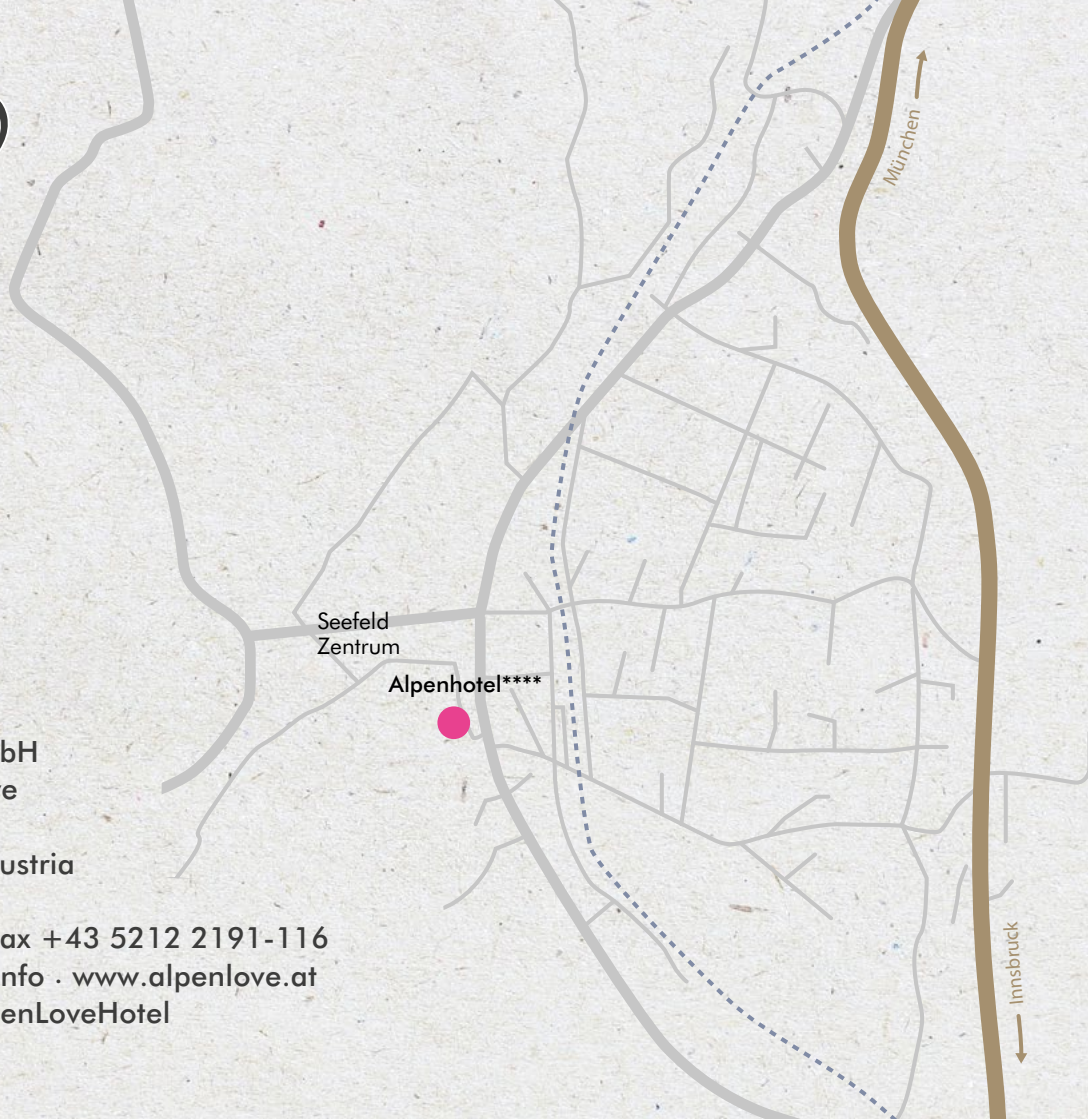 München
Seefeld
Zentrum
Alpenhotel****
bH
ustria
ax +43 5212 2191-116
nfo · www.alpenlove.at
enLoveHotel
Innsbruck